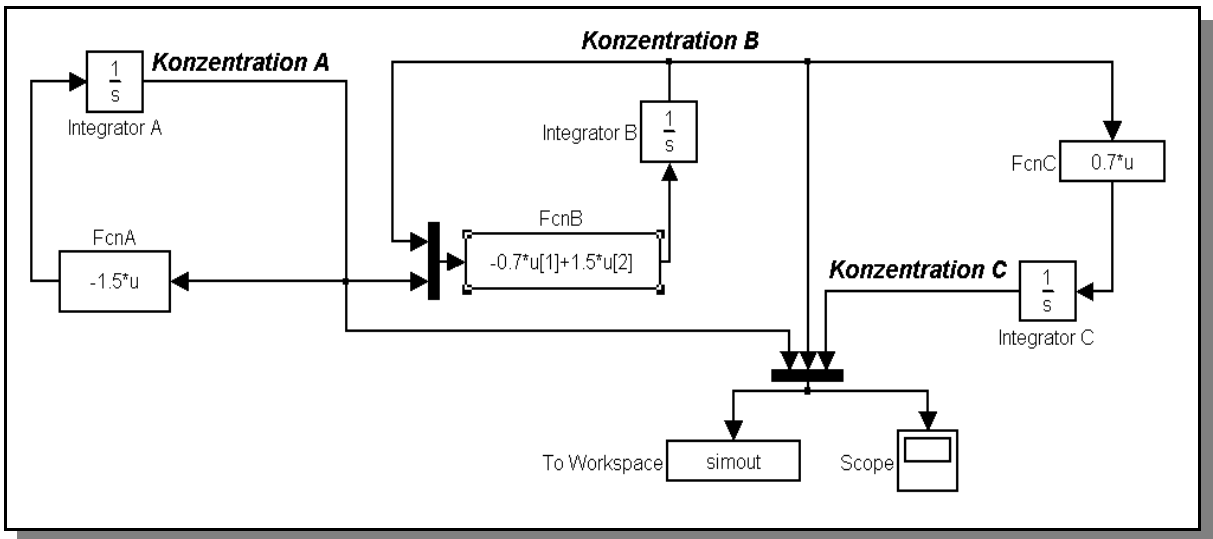 Konzentration B
Konzentration A
1
s
Integrator A
1
s
Integrator B
FcnC
0.7*u
FcnA
-1.5*u
FcnB
-0.7*u[1]+1.5*u[2]
Konzentration C
1
s
Integrator C
To Workspace
simout
Scope